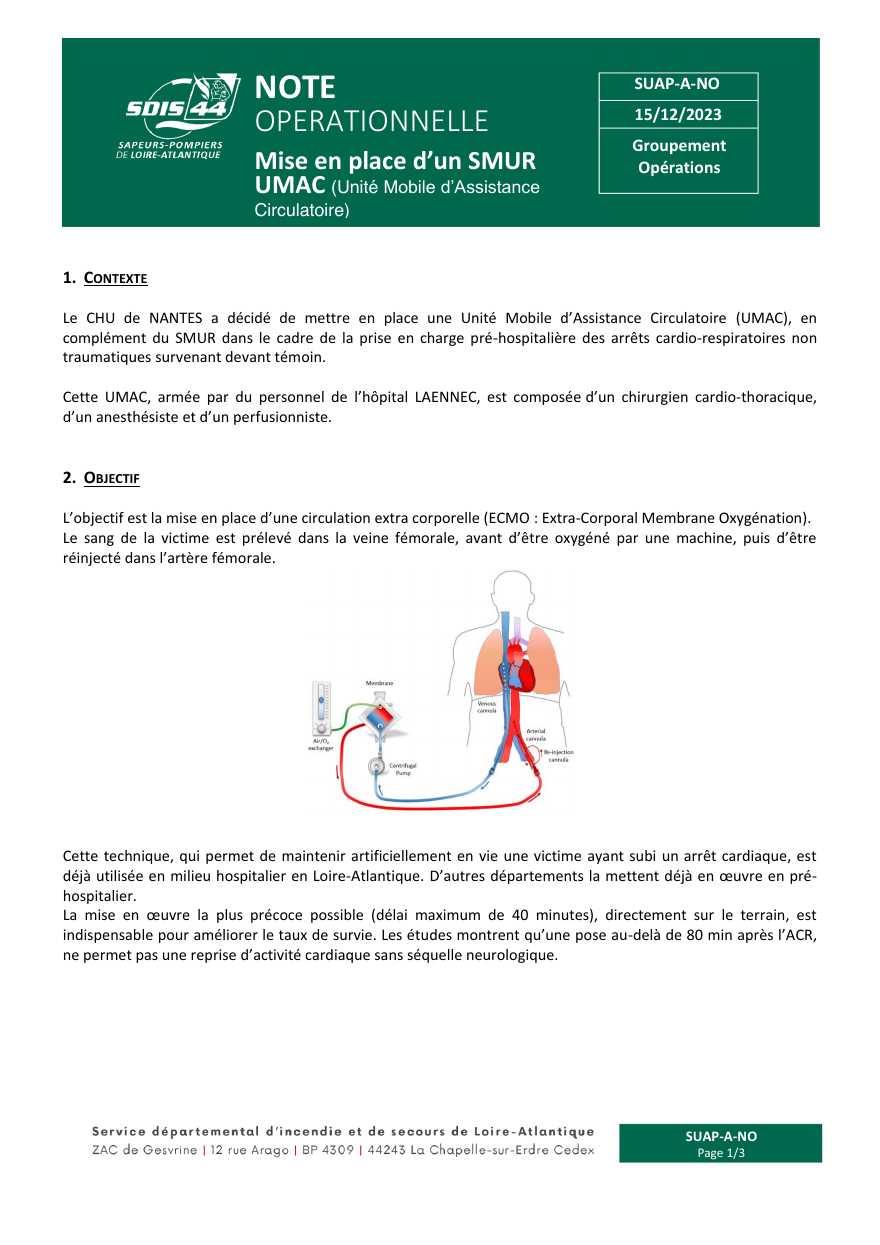 SDIS 44
SAPEURS-POMPIERS
DE LOIRE-ATLANTIQUE
NOTE
OPERATIONNELLE
Mise en place d’un SMUR
UMAC (Unité Mobile d’Assistance
Circulatoire)
SUAP-A-NO
15/12/2023
Groupement
Opérations
1. CONTEXTE
Le CHU de NANTES a décidé de mettre en place une Unité Mobile d’Assistance Circulatoire (UMAC), en
complément du SMUR dans le cadre de la prise en charge pré-hospitalière des arrêts cardio-respiratoires non
traumatiques survenant devant témoin.
Cette UMAC, armée par du personnel de l’hôpital LAENNEC, est composée d’un chirurgien cardio-thoracique,
d’un anesthésiste et d’un perfusionniste.
2. OBJECTIF
L’objectif est la mise en place d’une circulation extra corporelle (ECMO : Extra-Corporal Membrane Oxygénation).
Le sang de la victime est prélevé dans la veine fémorale, avant d’être oxygéné par une machine, puis d’être
réinjecté dans l’artère fémorale.
Membrane
Venous
cannula
Arterial
cannula
Air/O₂
exchanger
Re-injection
cannula
Centrifugal
Pump
Cette technique, qui permet de maintenir artificiellement en vie une victime ayant subi un arrêt cardiaque, est
déjà utilisée en milieu hospitalier en Loire-Atlantique. D’autres départements la mettent déjà en œuvre en pré-
hospitalier.
La mise en œuvre la plus précoce possible (délai maximum de 40 minutes), directement sur le terrain, est
indispensable pour améliorer le taux de survie. Les études montrent qu’une pose au-delà de 80 min après l’ACR,
ne permet pas une reprise d’activité cardiaque sans séquelle neurologique.
Service départemental d’incendie et de secours de Loire-Atlantique
ZAC de Gesvrine | 12 rue Arago | BP 4309 | 44243 La Chapelle-sur-Erdre Cedex
SUAP-A-NO
Page 1/3